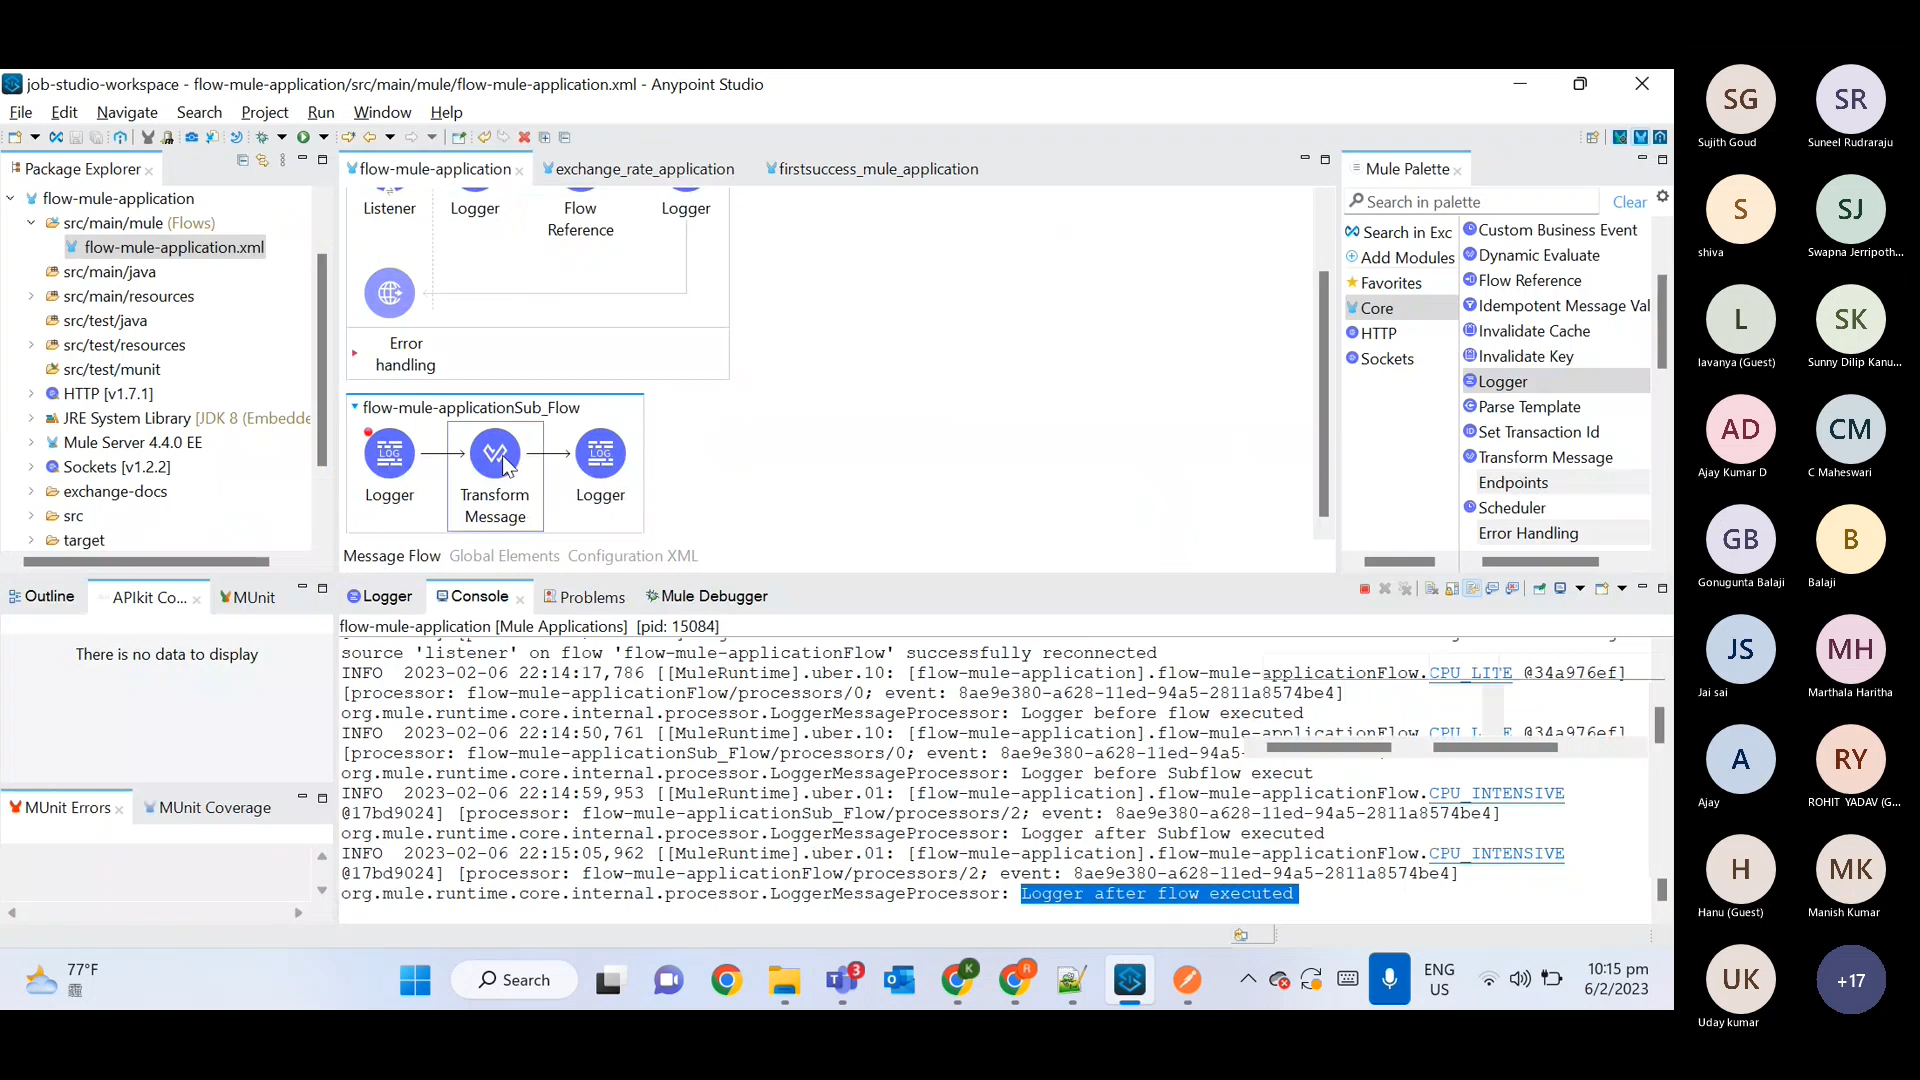 job-studio-workspace - flow-mule-application/src/main/mule/flow-mule-application.xml - Anypoint Studio
File Edit Navigate Search Project Run Window Help
Package Explorer
flow-mule-application
src/main/mule (Flows)
flow-mule-application.xml
src/main/java
src/main/resources
src/test/java
src/test/resources
src/test/munit
HTTP [v1.7.1]
JRE System Library [JDK 8 (Embedde
Mule Server 4.4.0 EE
Sockets [v1.2.2]
exchange-docs
src
target
flow-mule-application exchange_rate_application firstsuccess_mule_application
Listener Logger Flow Reference Logger
Error handling
flow-mule-applicationSub_Flow
LOG LOG
Logger Transform Message Logger
Message Flow Global Elements Configuration XML
Mule Palette
Search in palette Clear
Search in Exc
Add Modules
Favorites
Core
HTTP
Sockets
Custom Business Event
Dynamic Evaluate
Flow Reference
Idempotent Message Val
Invalidate Cache
Invalidate Key
Logger
Parse Template
Set Transaction Id
Transform Message
Endpoints
Scheduler
Error Handling
Outline APIkit Co... MUnit
There is no data to display
MUnit Errors MUnit Coverage
Logger Console Problems Mule Debugger
flow-mule-application [Mule Applications] [pid: 15084]
source 'listener' on flow 'flow-mule-applicationFlow' successfully reconnected
INFO 2023-02-06 22:14:17,786 [[MuleRuntime].uber.10: [flow-mule-application].flow-mule-applicationFlow.CPU_LITE @34a976ef]
[processor: flow-mule-applicationFlow/processors/0; event: 8ae9e380-a628-11ed-94a5-2811a8574be4]
org.mule.runtime.core.internal.processor.LoggerMessageProcessor: Logger before flow executed
INFO 2023-02-06 22:14:50,761 [[MuleRuntime].uber.10: [flow-mule-application].flow-mule-applicationFlow.CPU_LITE @34a976ef]
[processor: flow-mule-applicationSub_Flow/processors/0; event: 8ae9e380-a628-11ed-94a5-
org.mule.runtime.core.internal.processor.LoggerMessageProcessor: Logger before Subflow execut
INFO 2023-02-06 22:14:59,953 [[MuleRuntime].uber.01: [flow-mule-application].flow-mule-applicationFlow.CPU_INTENSIVE
@17bd9024] [processor: flow-mule-applicationSub_Flow/processors/2; event: 8ae9e380-a628-11ed-94a5-2811a8574be4]
org.mule.runtime.core.internal.processor.LoggerMessageProcessor: Logger after Subflow executed
INFO 2023-02-06 22:15:05,962 [[MuleRuntime].uber.01: [flow-mule-application].flow-mule-applicationFlow.CPU_INTENSIVE
@17bd9024] [processor: flow-mule-applicationFlow/processors/2; event: 8ae9e380-a628-11ed-94a5-2811a8574be4]
org.mule.runtime.core.internal.processor.LoggerMessageProcessor: Logger after flow executed
77°F
霾
Search
3
K
R
ENG
US
10:15 pm
6/2/2023
SG SR
Sujith Goud Suneel Rudraraju
S SJ
shiva Swapna Jerripoth...
L SK
lavanya (Guest) Sunny Dilip Kanu...
AD CM
Ajay Kumar D C Maheswari
GB B
Gonugunta Balaji Balaji
JS MH
Jai sai Marthala Haritha
A RY
Ajay ROHIT YADAV (G...
H MK
Hanu (Guest) Manish Kumar
UK +17
Uday kumar